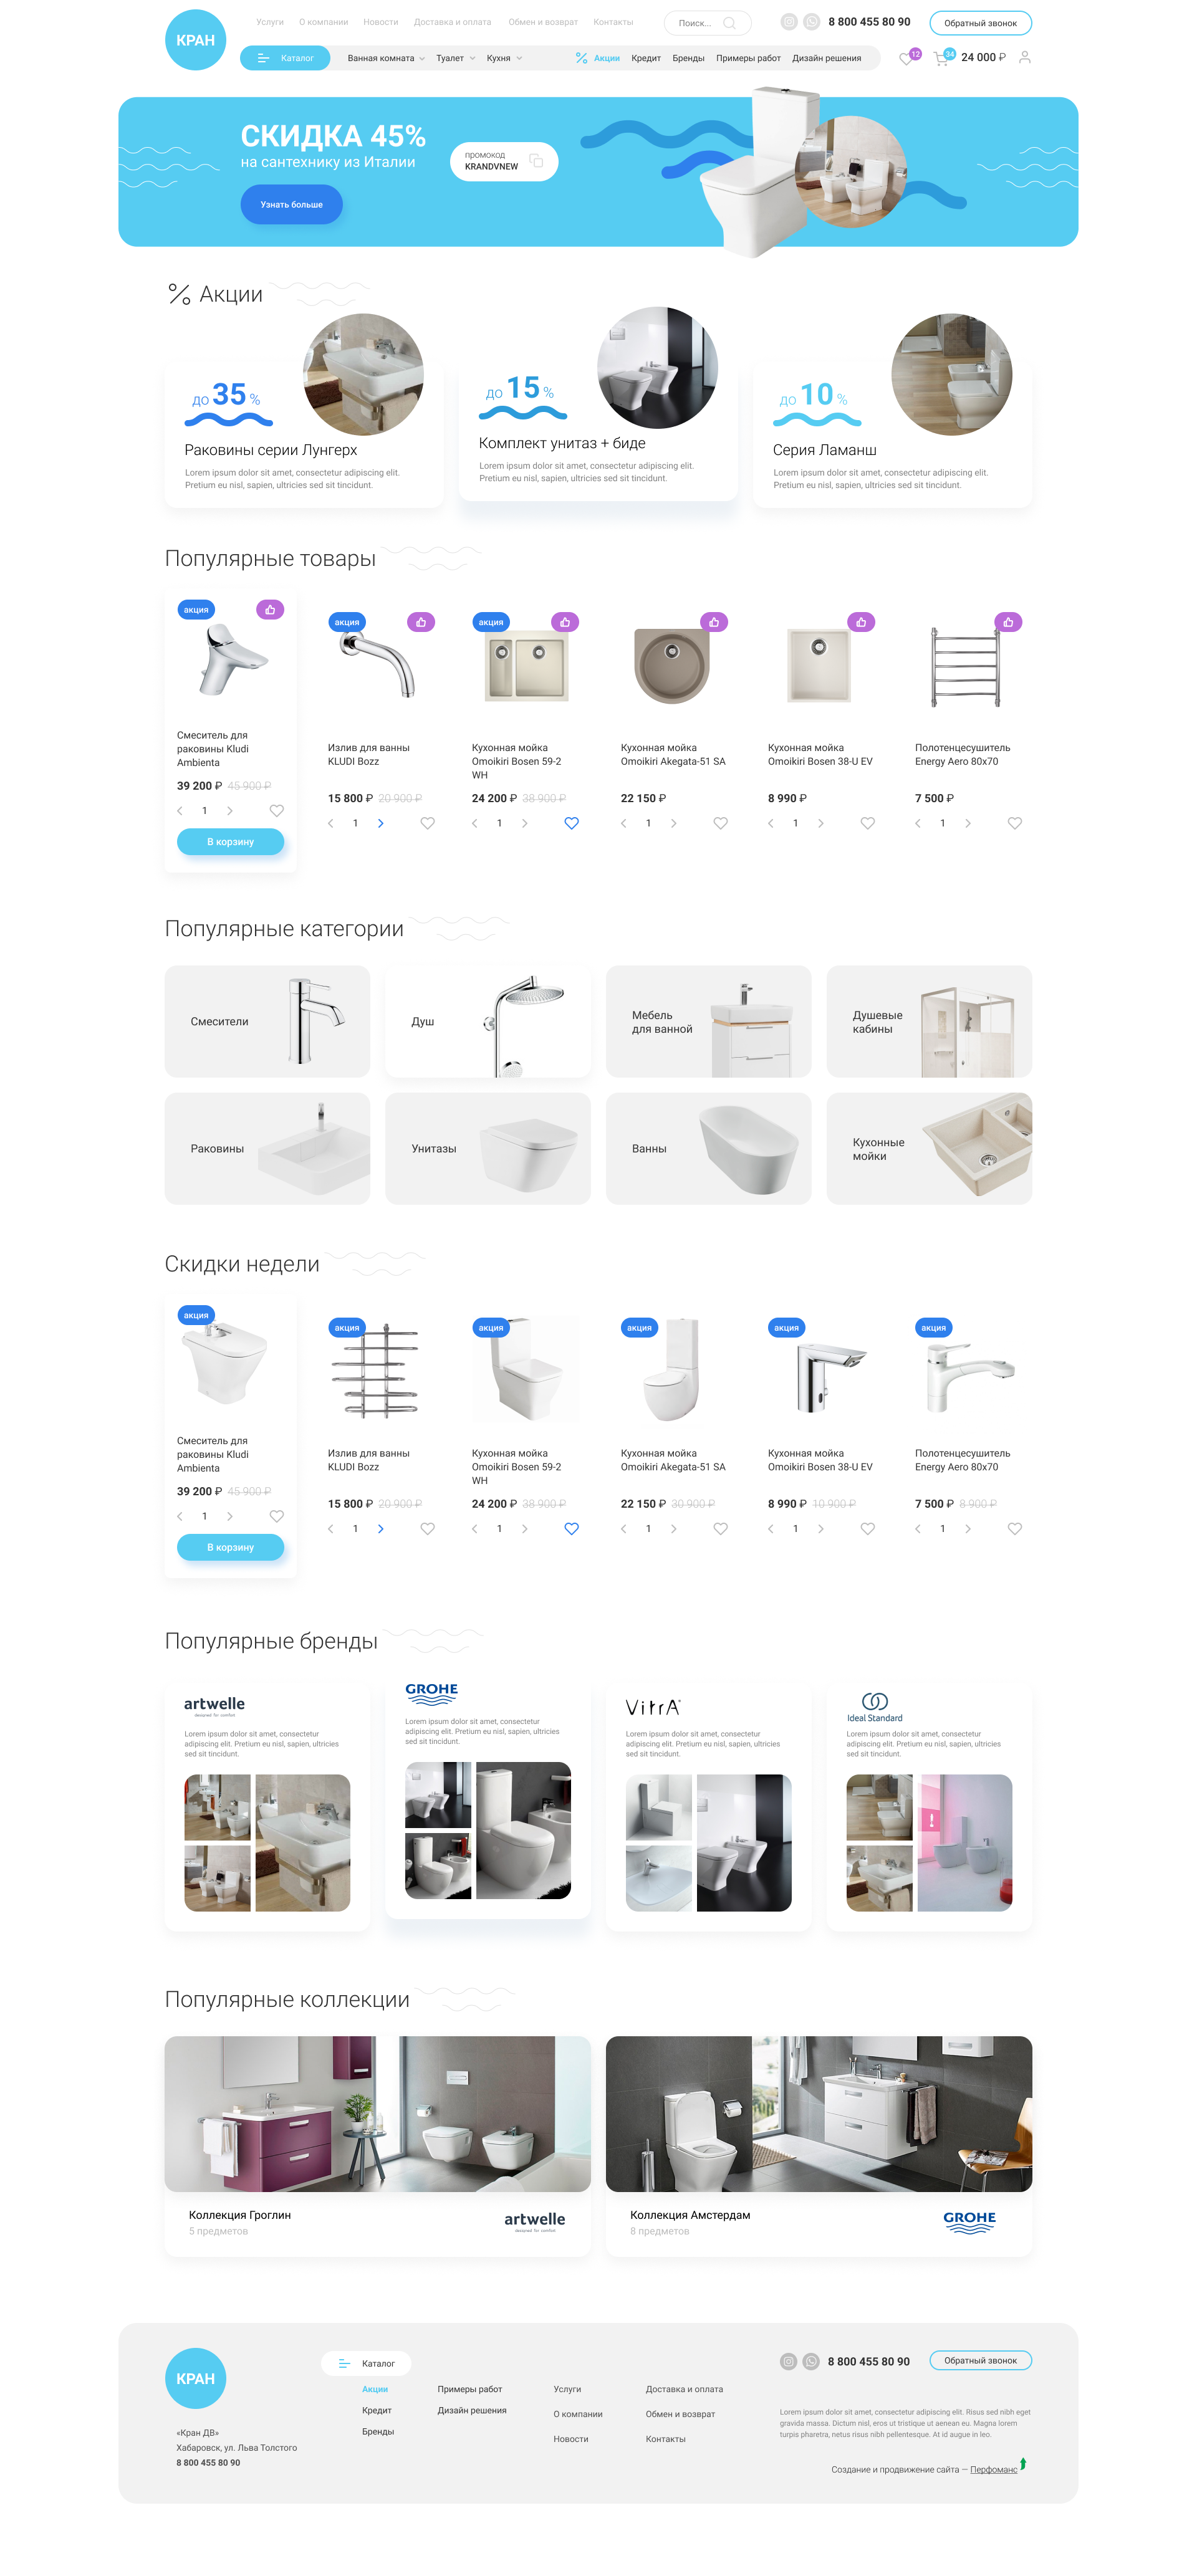 КРАН
Услуги О компании Новости Доставка и оплата Обмен и возврат Контакты
Поиск...
8 800 455 80 90
Обратный звонок
Каталог
Ванная комната Туалет Кухня
Акции Кредит Бренды Примеры работ Дизайн решения
12
34
24 000 ₽
СКИДКА 45%
на сантехнику из Италии
промокод
KRANDVNEW
Узнать больше
Акции
до 35 %
Раковины серии Лунгерх
Lorem ipsum dolor sit amet, consectetur adipiscing elit.
Pretium eu nisl, sapien, ultricies sed sit tincidunt.
до 15 %
Комплект унитаз + биде
Lorem ipsum dolor sit amet, consectetur adipiscing elit.
Pretium eu nisl, sapien, ultricies sed sit tincidunt.
до 10 %
Серия Ламанш
Lorem ipsum dolor sit amet, consectetur adipiscing elit.
Pretium eu nisl, sapien, ultricies sed sit tincidunt.
Популярные товары
акция
Смеситель для
раковины Kludi
Ambienta
39 200 ₽ 45 900 ₽
1
В корзину
акция
Излив для ванны
KLUDI Bozz
15 800 ₽ 20 900 ₽
1
акция
Кухонная мойка
Omoikiri Bosen 59-2
WH
24 200 ₽ 38 900 ₽
1
Кухонная мойка
Omoikiri Akegata-51 SA
22 150 ₽
1
Кухонная мойка
Omoikiri Bosen 38-U EV
8 990 ₽
1
Полотенцесушитель
Energy Aero 80x70
7 500 ₽
1
Популярные категории
Смесители
Душ
Мебель
для ванной
Душевые
кабины
Раковины
Унитазы
Ванны
Кухонные
мойки
Скидки недели
акция
Смеситель для
раковины Kludi
Ambienta
39 200 ₽ 45 900 ₽
1
В корзину
акция
Излив для ванны
KLUDI Bozz
15 800 ₽ 20 900 ₽
1
акция
Кухонная мойка
Omoikiri Bosen 59-2
WH
24 200 ₽ 38 900 ₽
1
акция
Кухонная мойка
Omoikiri Akegata-51 SA
22 150 ₽ 30 900 ₽
1
акция
Кухонная мойка
Omoikiri Bosen 38-U EV
8 990 ₽ 10 900 ₽
1
акция
Полотенцесушитель
Energy Aero 80x70
7 500 ₽ 8 900 ₽
1
Популярные бренды
artwelle
designed for comfort
Lorem ipsum dolor sit amet, consectetur
adipiscing elit. Pretium eu nisl, sapien, ultricies
sed sit tincidunt.
GROHE
Lorem ipsum dolor sit amet, consectetur
adipiscing elit. Pretium eu nisl, sapien, ultricies
sed sit tincidunt.
VitrA
Lorem ipsum dolor sit amet, consectetur
adipiscing elit. Pretium eu nisl, sapien, ultricies
sed sit tincidunt.
Ideal Standard
Lorem ipsum dolor sit amet, consectetur
adipiscing elit. Pretium eu nisl, sapien, ultricies
sed sit tincidunt.
Популярные коллекции
Коллекция Гроглин
5 предметов
artwelle
designed for comfort
Коллекция Амстердам
8 предметов
GROHE
КРАН
«Кран ДВ»
Хабаровск, ул. Льва Толстого
8 800 455 80 90
Каталог
Акции
Кредит
Бренды
Примеры работ
Дизайн решения
Услуги
О компании
Новости
Доставка и оплата
Обмен и возврат
Контакты
8 800 455 80 90
Обратный звонок
Lorem ipsum dolor sit amet, consectetur adipiscing elit. Risus sed nibh eget
gravida massa. Dictum nisl, eros ut tristique ut aenean eu. Magna lorem
turpis pharetra, netus risus nibh pellentesque. At id augue in leo.
Создание и продвижение сайта — Перфоманс